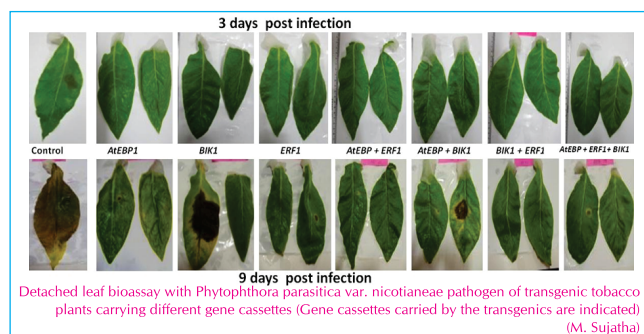 3 days post infection
Control AtEBP1 BIK1 ERF1 AtEBP + ERF1 AtEBP + BIK1 BIK1 + ERF1 AtEBP + ERF1+ BIK1
9 days post infection
Detached leaf bioassay with Phytophthora parasitica var. nicotianeae pathogen of transgenic tobacco
plants carrying different gene cassettes (Gene cassettes carried by the transgenics are indicated)
(M. Sujatha)